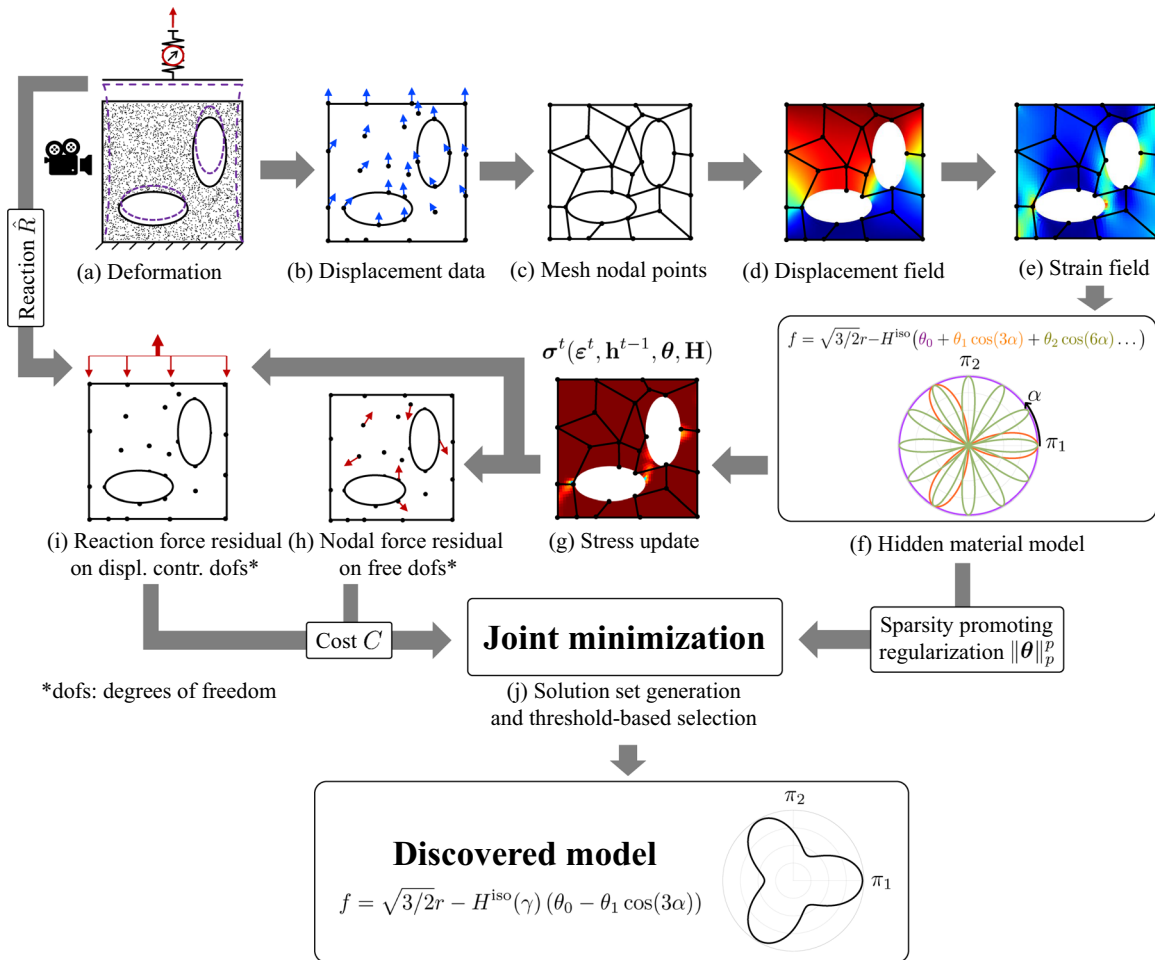 Reaction R̂
(a) Deformation
(b) Displacement data
(c) Mesh nodal points
(d) Displacement field
(e) Strain field
f = √3/2r−H^iso(θ₀ + θ₁ cos(3α) + θ₂ cos(6α) …)
π₂
α
π₁
(f) Hidden material model
σ^t(ε^t, h^{t−1}, θ, H)
(g) Stress update
(h) Nodal force residual
on free dofs*
(i) Reaction force residual
on displ. contr. dofs*
Cost C
Joint minimization
Sparsity promoting
regularization ‖θ‖_p^p
*dofs: degrees of freedom
(j) Solution set generation
and threshold-based selection
Discovered model
f = √3/2r − H^iso(γ) (θ₀ − θ₁ cos(3α))
π₂
π₁